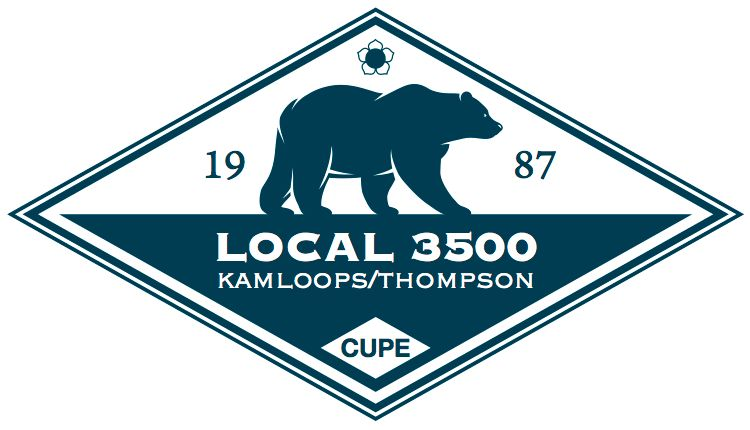 19 87
LOCAL 3500
KAMLOOPS/THOMPSON
CUPE